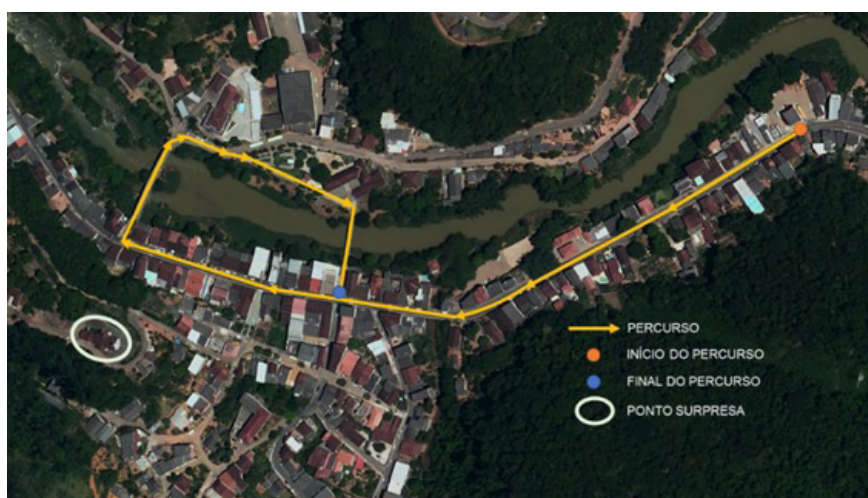 PERCURSO
INÍCIO DO PERCURSO
FINAL DO PERCURSO
PONTO SURPRESA